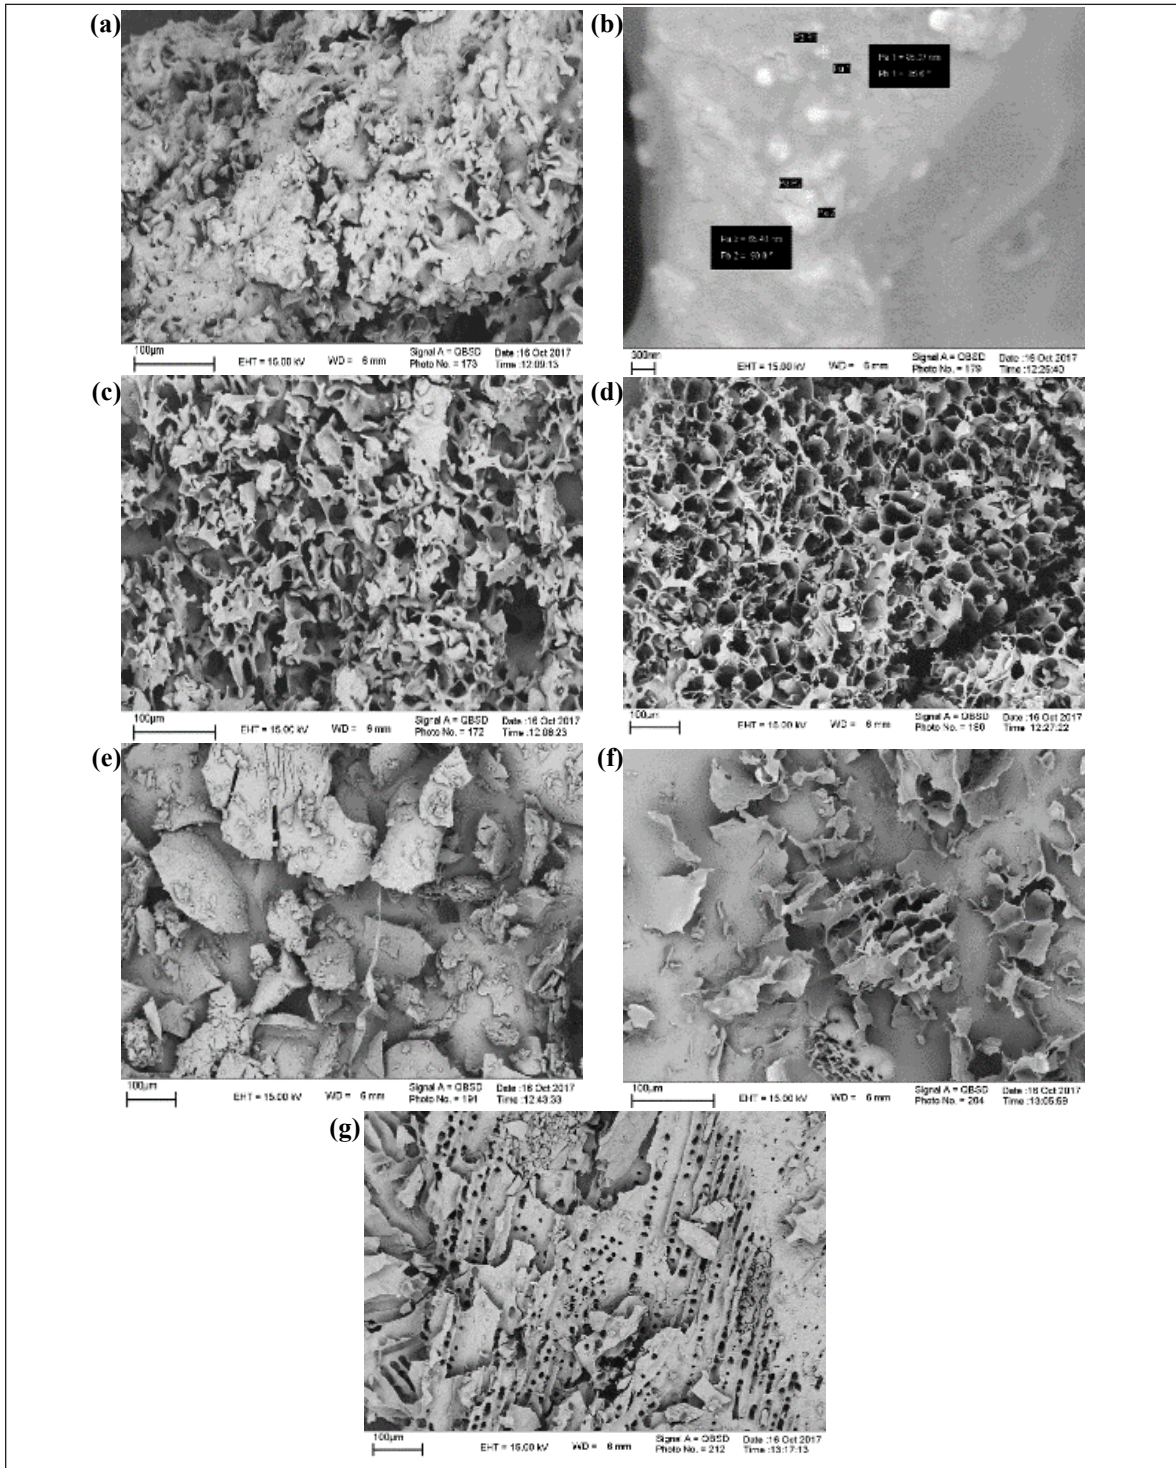 (a)
100µm
EHT = 15.00 kV
WD = 6 mm
Signal A = QBSD
Photo No. = 173
Date :16 Oct 2017
Time :12:09:13
(b)
300nm
EHT = 15.00 kV
WD = 6 mm
Signal A = QBSD
Photo No. = 179
Date :16 Oct 2017
Time :12:25:40
(c)
100µm
EHT = 15.00 kV
WD = 6 mm
Signal A = QBSD
Photo No. = 172
Date :16 Oct 2017
Time :12:08:23
(d)
100µm
EHT = 15.00 kV
WD = 6 mm
Signal A = QBSD
Photo No. = 180
Date :16 Oct 2017
Time :12:27:22
(e)
100µm
EHT = 15.00 kV
WD = 6 mm
Signal A = QBSD
Photo No. = 191
Date :16 Oct 2017
Time :12:43:33
(f)
100µm
EHT = 15.00 kV
WD = 6 mm
Signal A = QBSD
Photo No. = 204
Date :16 Oct 2017
Time :13:05:59
(g)
100µm
EHT = 15.00 kV
WD = 6 mm
Signal A = QBSD
Photo No. = 212
Date :16 Oct 2017
Time :13:17:13